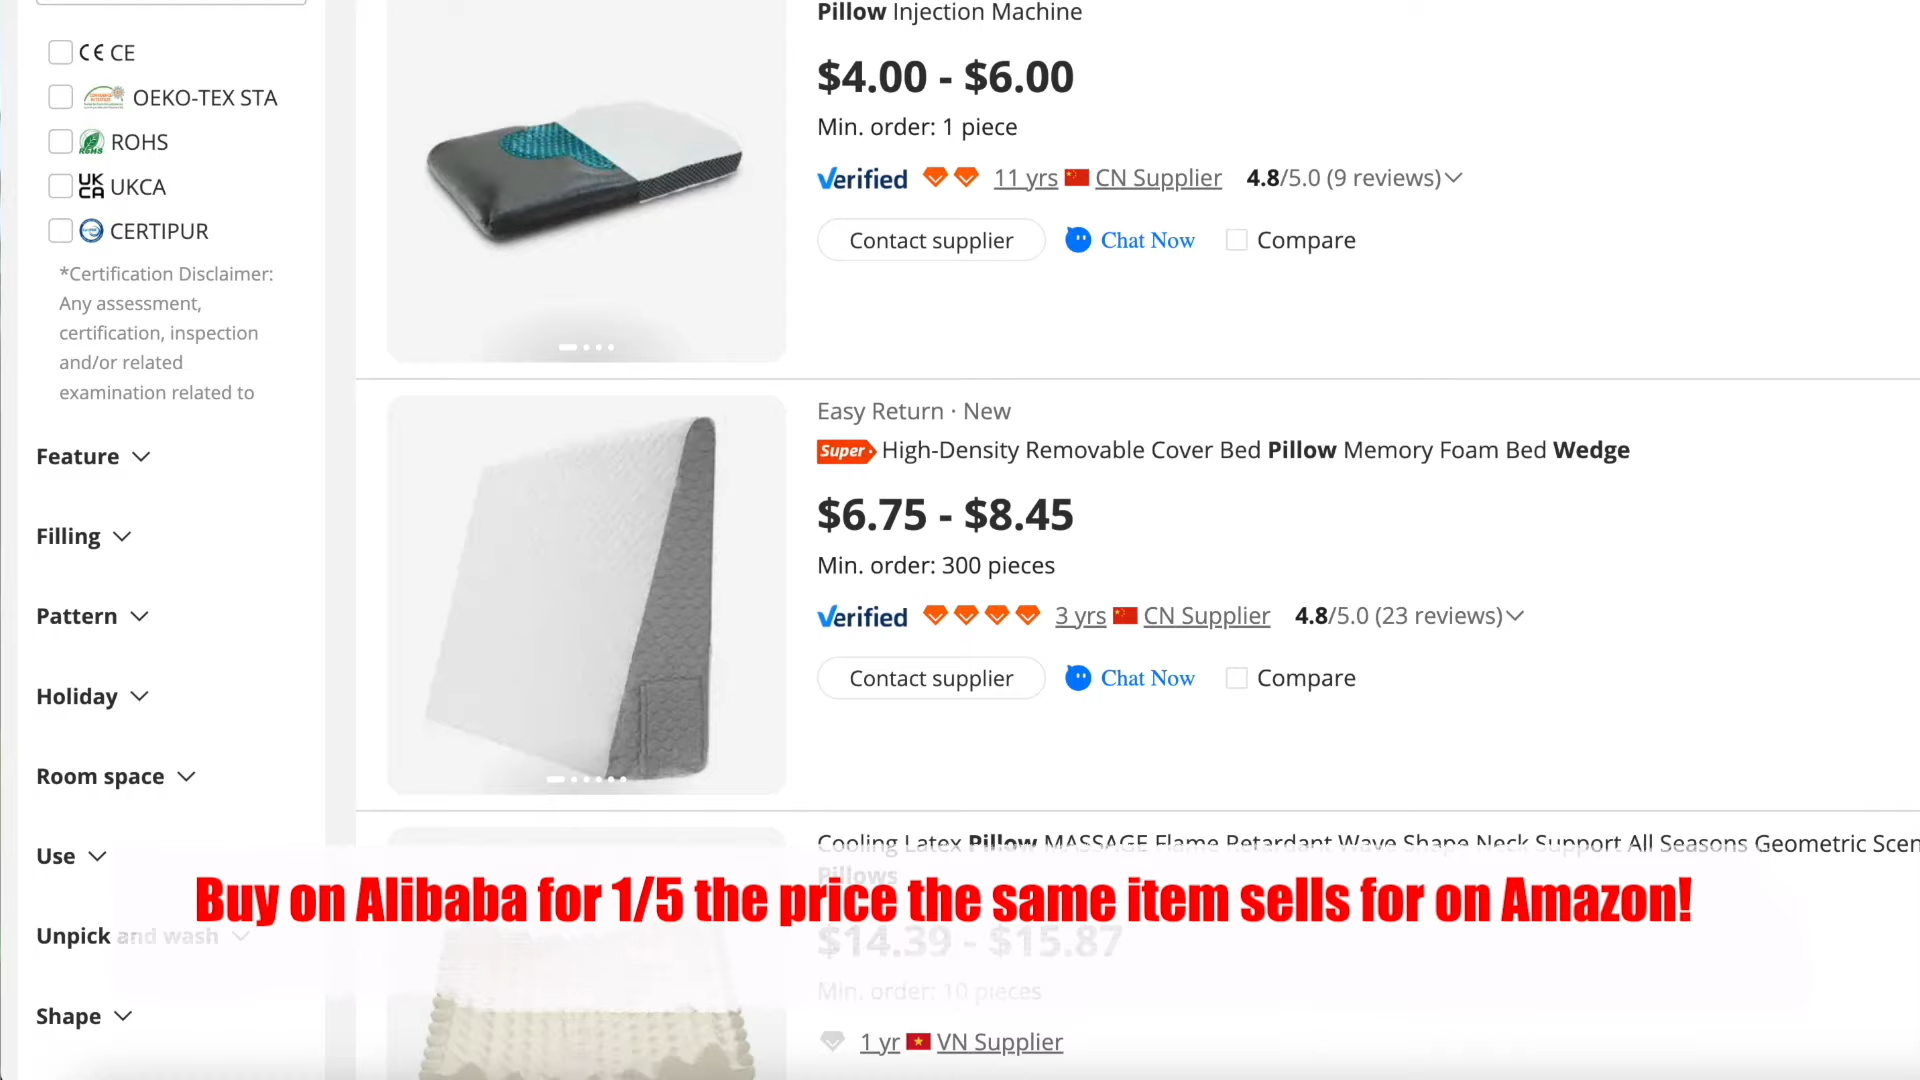 CE CE
OEKO-TEX STA
ROHS
UK CA UKCA
CERTIPUR
*Certification Disclaimer:
Any assessment,
certification, inspection
and/or related
examination related to
Feature
Filling
Pattern
Holiday
Room space
Use
Unpick and wash
Shape
Pillow Injection Machine
$4.00 - $6.00
Min. order: 1 piece
Verified 11 yrs CN Supplier 4.8/5.0 (9 reviews)
Contact supplier Chat Now Compare
Easy Return · New
Super High-Density Removable Cover Bed Pillow Memory Foam Bed Wedge
$6.75 - $8.45
Min. order: 300 pieces
Verified 3 yrs CN Supplier 4.8/5.0 (23 reviews)
Contact supplier Chat Now Compare
Cooling Latex Pillow MASSAGE Flame Retardant Wave Shape Neck Support All Seasons Geometric Scen
Pillows
Buy on Alibaba for 1/5 the price the same item sells for on Amazon!
$14.39 - $15.87
Min. order: 10 pieces
1 yr VN Supplier